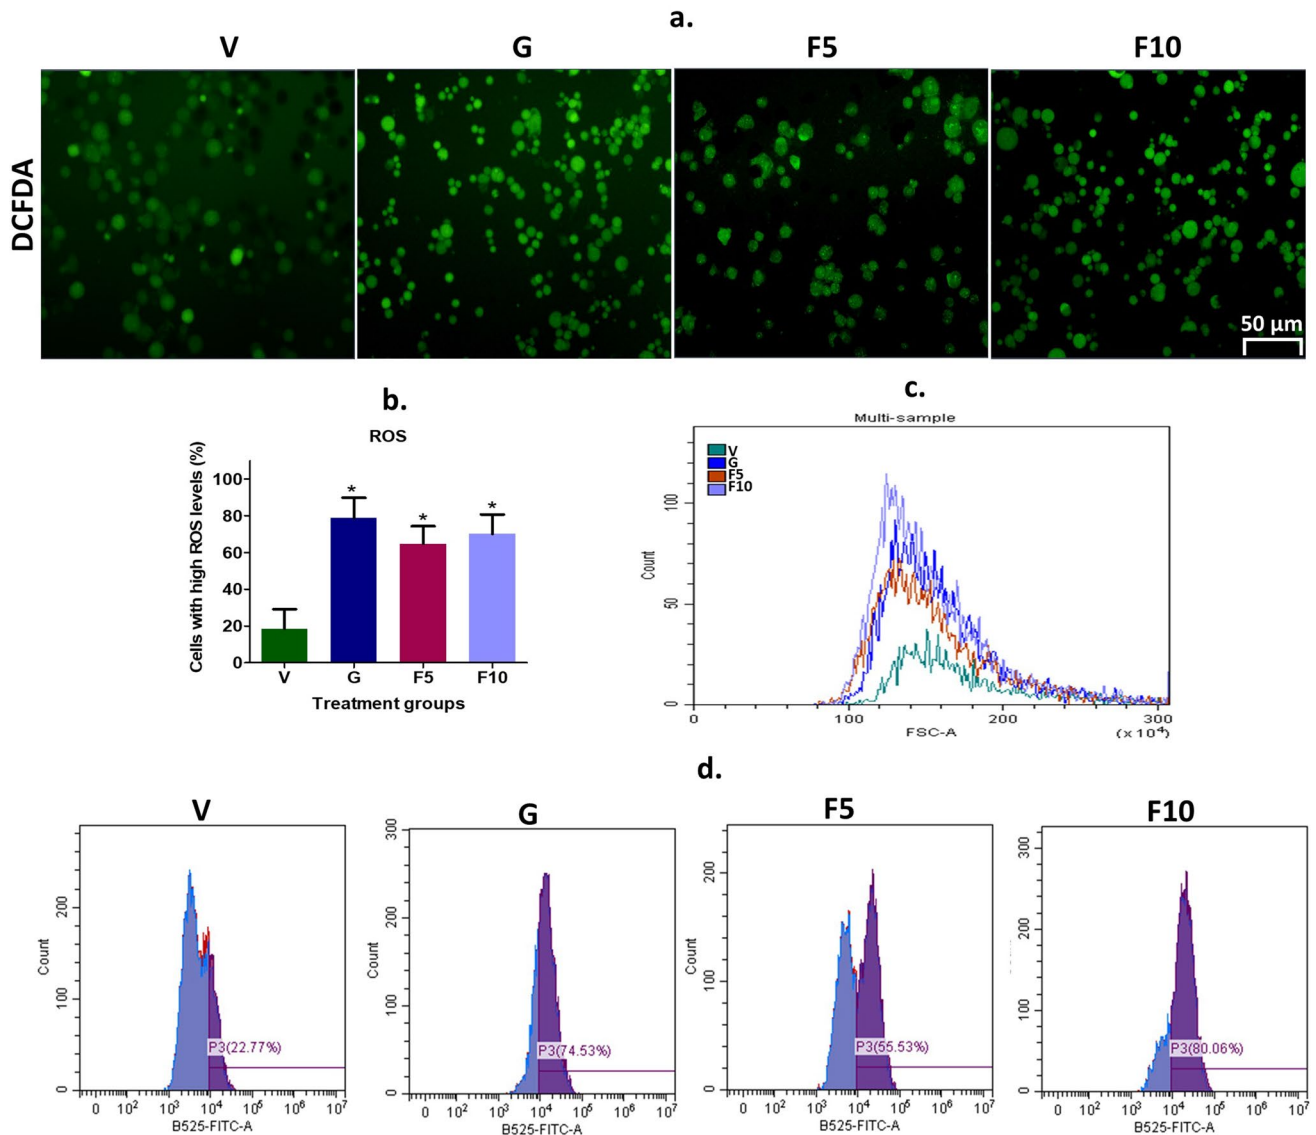 a.
V G F5 F10
DCFDA
50 µm
b.
ROS
Cells with high ROS levels (%)
100
80
60
40
20
0
V G F5 F10
Treatment groups
c.
Multi-sample
V
G
F5
F10
Count
100
50
0
0 100 200 300
FSC-A (x 10⁴)
d.
V
Count
200
100
0
P3(22.77%)
0 10² 10³ 10⁴ 10⁵ 10⁶ 10⁷
B525-FITC-A
G
Count
300
200
100
0
P3(74.53%)
0 10² 10³ 10⁴ 10⁵ 10⁶ 10⁷
B525-FITC-A
F5
Count
200
100
0
P3(55.53%)
0 10² 10³ 10⁴ 10⁵ 10⁶ 10⁷
B525-FITC-A
F10
300
200
100
0
P3(80.06%)
0 10² 10³ 10⁴ 10⁵ 10⁶ 10⁷
B525-FITC-A